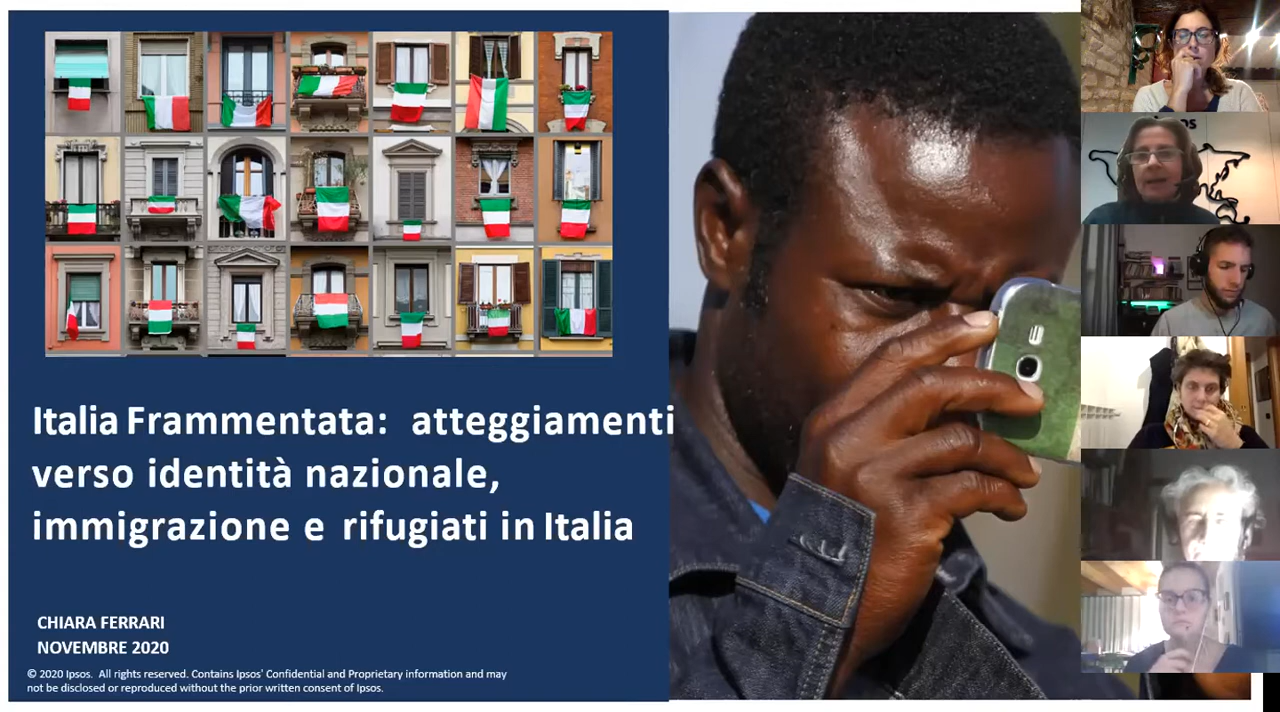 Italia Frammentata: atteggiamenti
verso identità nazionale,
immigrazione e rifugiati in Italia
CHIARA FERRARI
NOVEMBRE 2020
© 2020 Ipsos. All rights reserved. Contains Ipsos' Confidential and Proprietary information and may
not be disclosed or reproduced without the prior written consent of Ipsos.